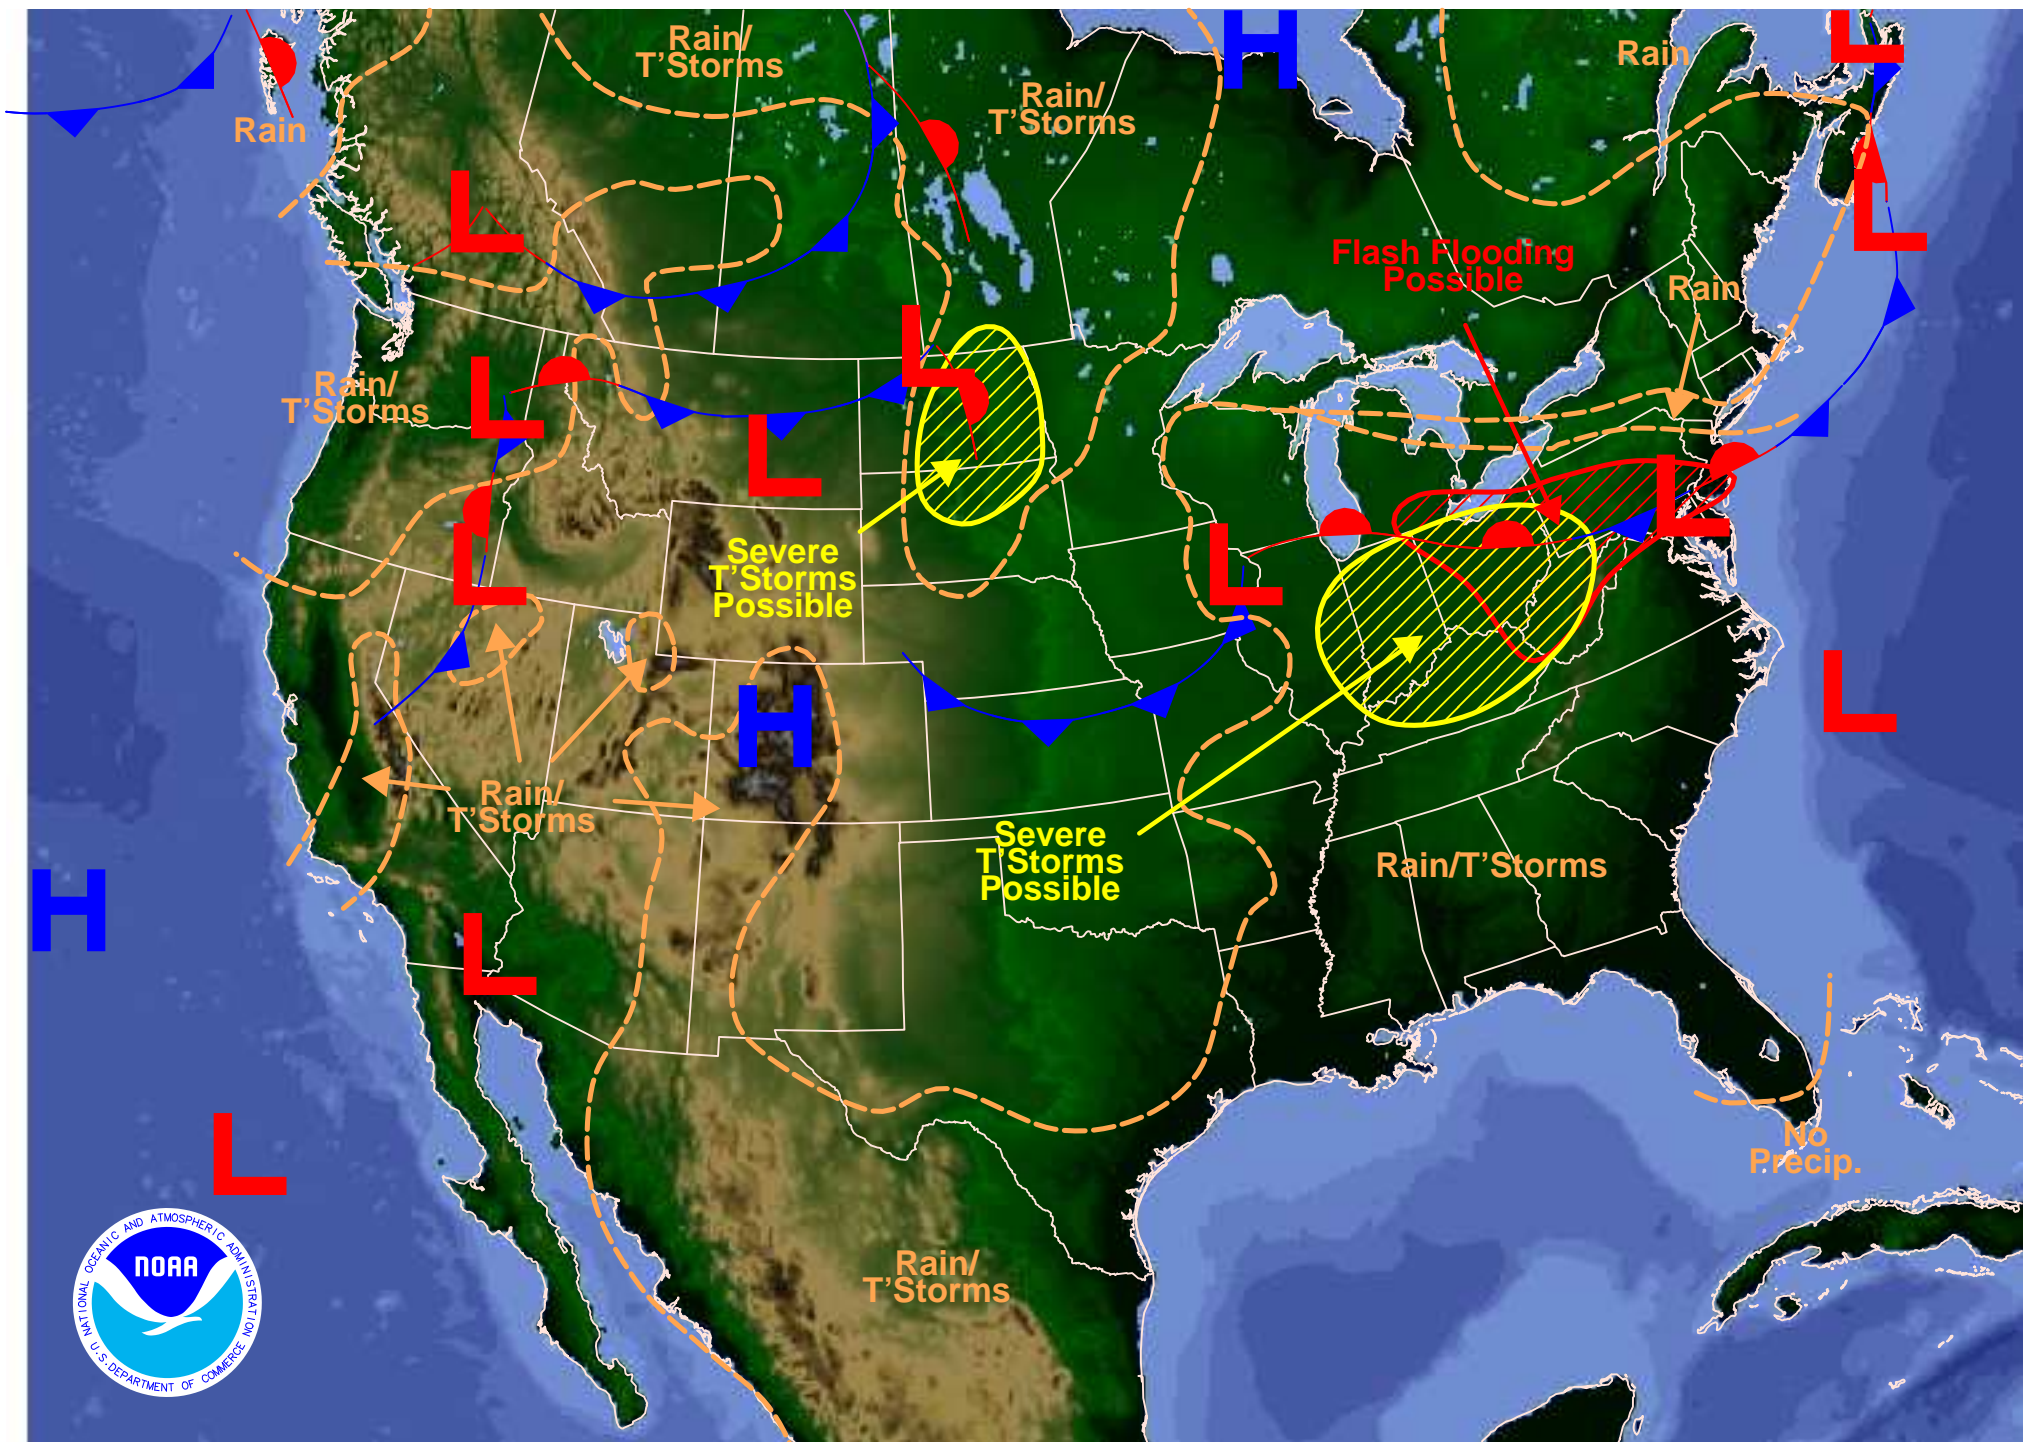 Rain/
T'Storms
H
Rain
L
Rain/
T'Storms
Rain
L
L
Flash Flooding
Possible
Rain
L
L
Rain/
T'Storms
L
L
L
L
Severe
T'Storms
Possible
L
H
L
Rain/
T'Storms
Severe
T'Storms
Possible
Rain/T'Storms
H
L
L
No
Precip.
Rain/
T'Storms
NATIONAL OCEANIC AND ATMOSPHERIC ADMINISTRATION
NOAA
U.S. DEPARTMENT OF COMMERCE